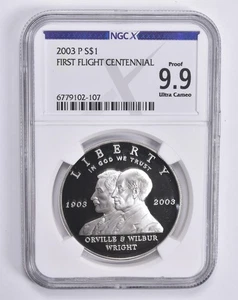 NGC X
2003 P S$1
FIRST FLIGHT CENTENNIAL
6779102-107
Proof
9.9
Ultra Cameo
LIBERTY
IN GOD WE TRUST
1903 2003
ORVILLE & WILBUR
WRIGHT